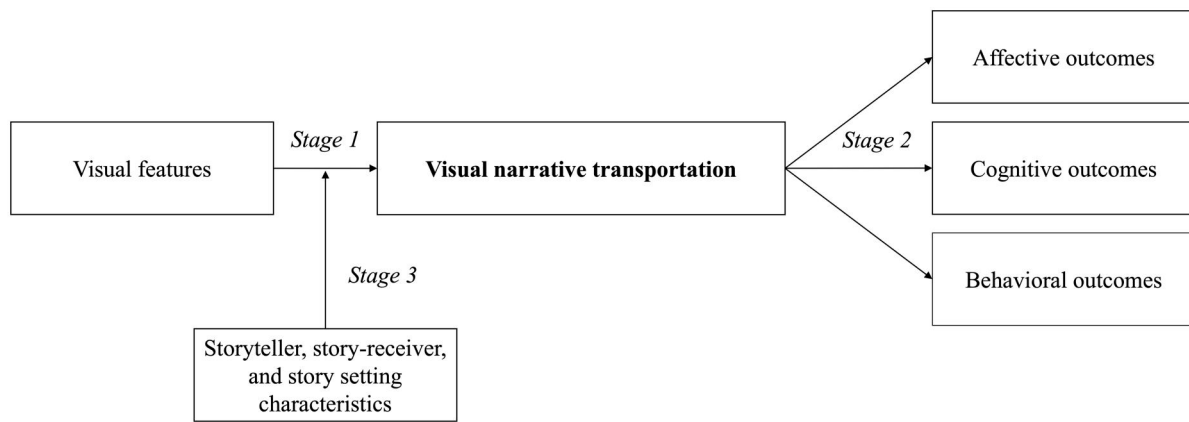 Affective outcomes
Stage 1
Stage 2
Visual features
Visual narrative transportation
Cognitive outcomes
Stage 3
Behavioral outcomes
Storyteller, story-receiver,
and story setting
characteristics